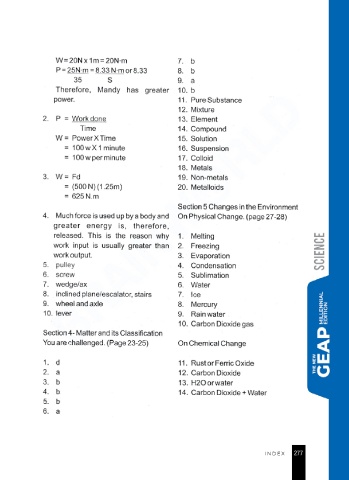 W = 20N x 1m = 20N·m
P = 25N·m = 8.33 N·m or 8.33
35 S
Therefore, Mandy has greater
power.
2. P = Work done
Time
W = Power X Time
= 100 w X 1 minute
= 100 w per minute
3. W = Fd
= (500 N) (1.25m)
= 625 N.m
4. Much force is used up by a body and
greater energy is, therefore,
released. This is the reason why
work input is usually greater than
work output.
5. pulley
6. screw
7. wedge/ax
8. inclined plane/escalator, stairs
9. wheel and axle
10. lever
Section 4- Matter and its Classification
You are challenged. (Page 23-25)
1. d
2. a
3. b
4. b
5. b
6. a
7. b
8. b
9. a
10. b
11. Pure Substance
12. Mixture
13. Element
14. Compound
15. Solution
16. Suspension
17. Colloid
18. Metals
19. Non-metals
20. Metalloids
Section 5 Changes in the Environment
On Physical Change. (page 27-28)
1. Melting
2. Freezing
3. Evaporation
4. Condensation
5. Sublimation
6. Water
7. Ice
8. Mercury
9. Rain water
10. Carbon Dioxide gas
On Chemical Change
11. Rust or Ferric Oxide
12. Carbon Dioxide
13. H2O or water
14. Carbon Dioxide + Water
SCIENCE
THE NEW
GEAP MILLENNIAL
EDITION
INDEX 277